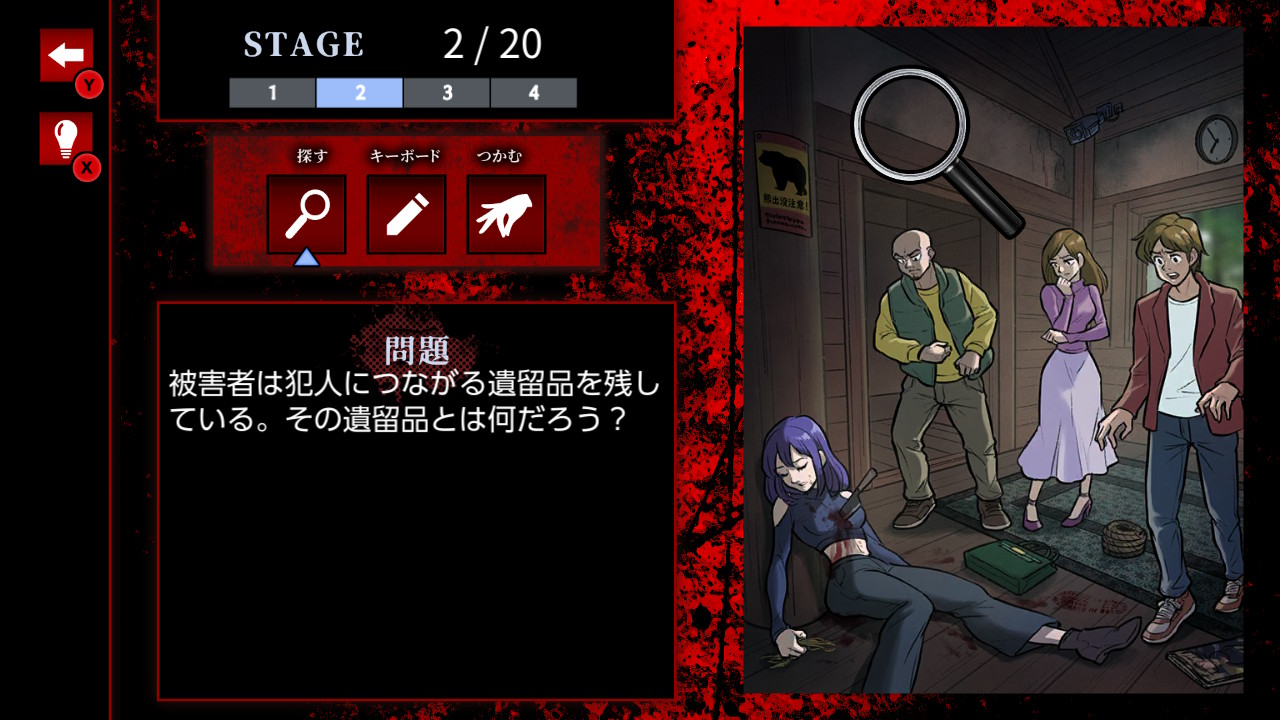 STAGE 2 / 20
1 2 3 4
Y
X
探す キーボード つかむ
問題
被害者は犯人につながる遺留品を残し
ている。その遺留品とは何だろう？
熊出没注意!